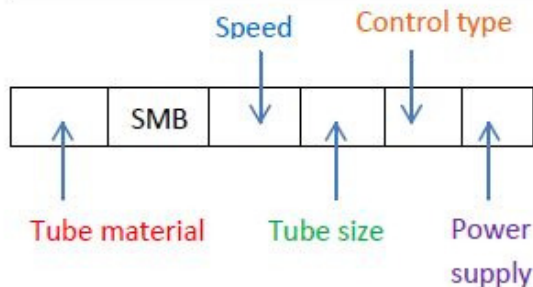 Speed
Control type
SMB
Tube material
Tube size
Power
supply